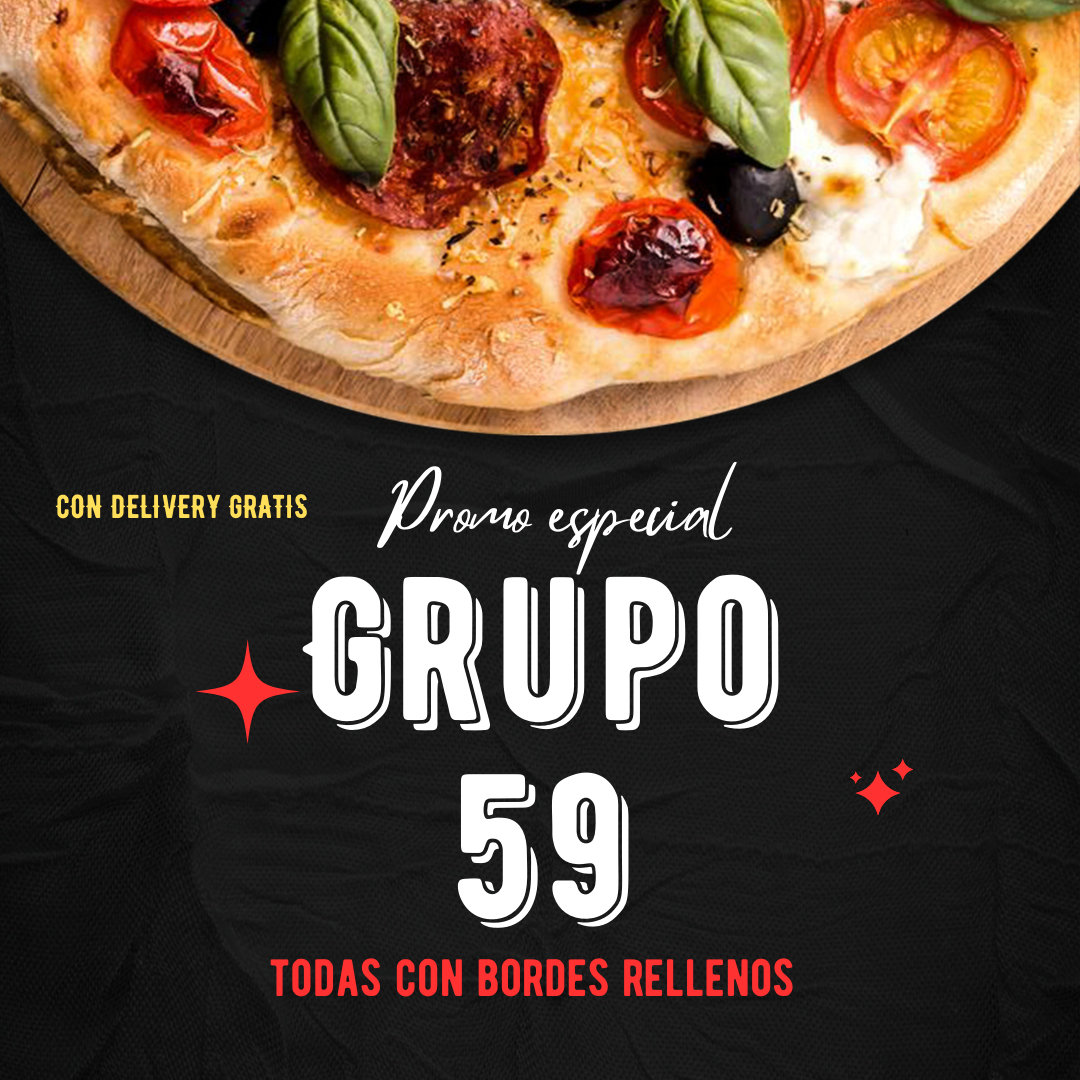 CON DELIVERY GRATIS
Promo especial
GRUPO
59
TODAS CON BORDES RELLENOS